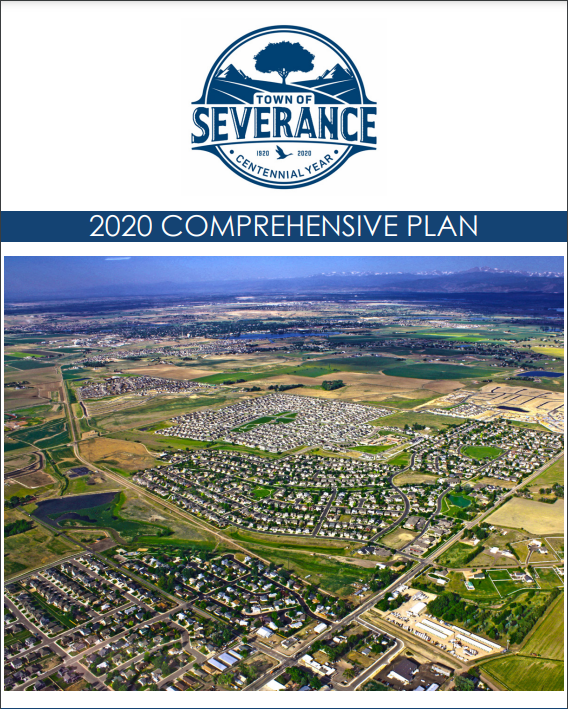 TOWN OF
SEVERANCE
1920 2020
• CENTENNIAL YEAR •
2020 COMPREHENSIVE PLAN